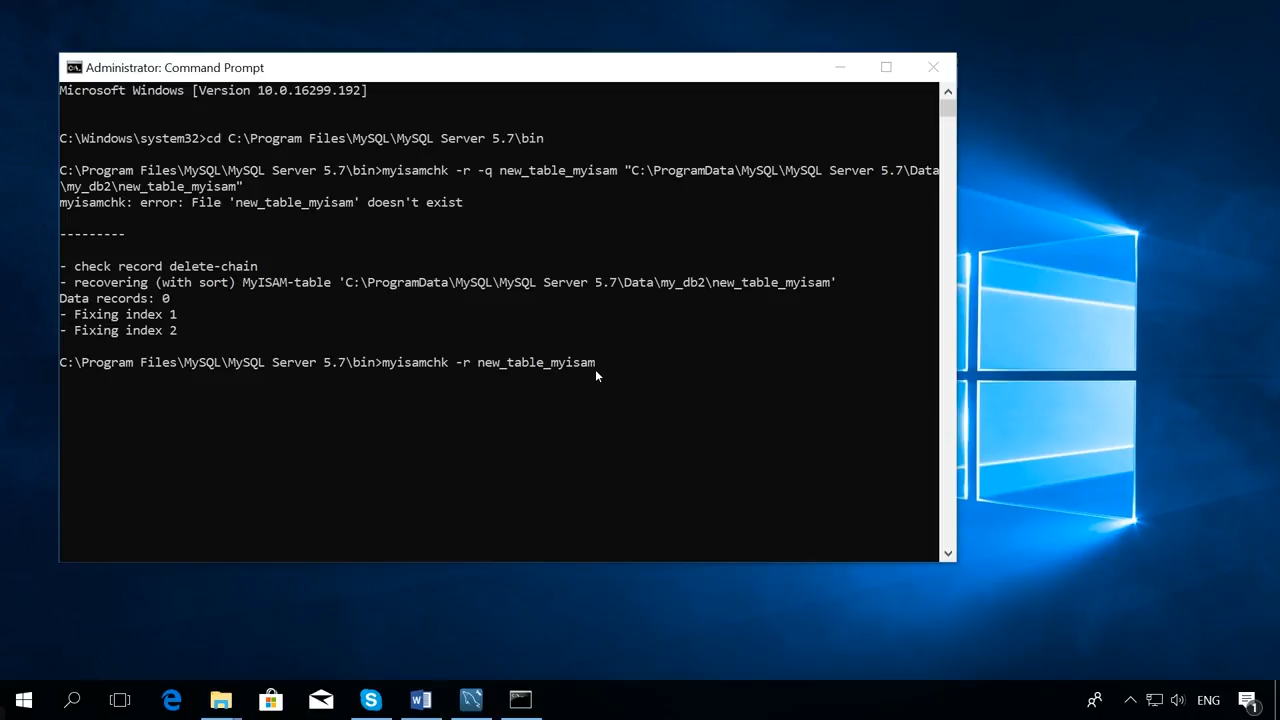 Administrator: Command Prompt
Microsoft Windows [Version 10.0.16299.192]
C:\Windows\system32>cd C:\Program Files\MySQL\MySQL Server 5.7\bin
C:\Program Files\MySQL\MySQL Server 5.7\bin>myisamchk -r -q new_table_myisam "C:\ProgramData\MySQL\MySQL Server 5.7\Data
\my_db2\new_table_myisam"
myisamchk: error: File 'new_table_myisam' doesn't exist
---------
- check record delete-chain
- recovering (with sort) MyISAM-table 'C:\ProgramData\MySQL\MySQL Server 5.7\Data\my_db2\new_table_myisam'
Data records: 0
- Fixing index 1
- Fixing index 2
C:\Program Files\MySQL\MySQL Server 5.7\bin>myisamchk -r new_table_myisam
ENG
1